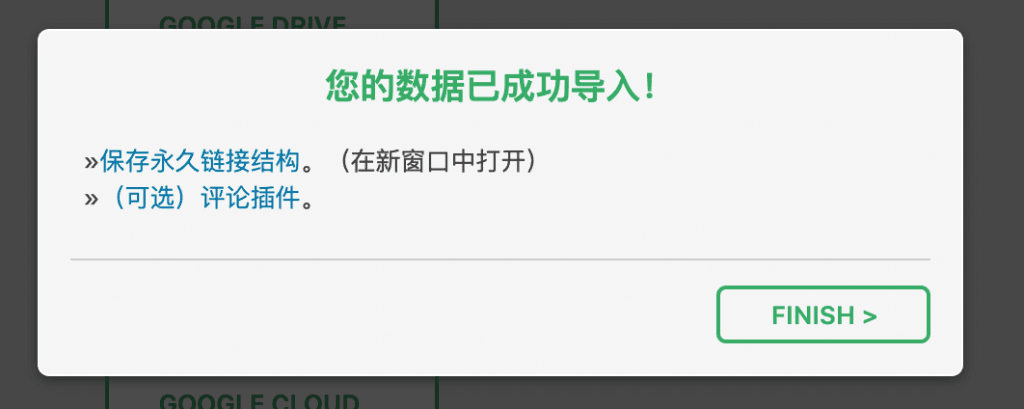 GOOGLE DRIVE
您的数据已成功导入！
»保存永久链接结构。（在新窗口中打开）
»（可选）评论插件。
FINISH >
GOOGLE CLOUD